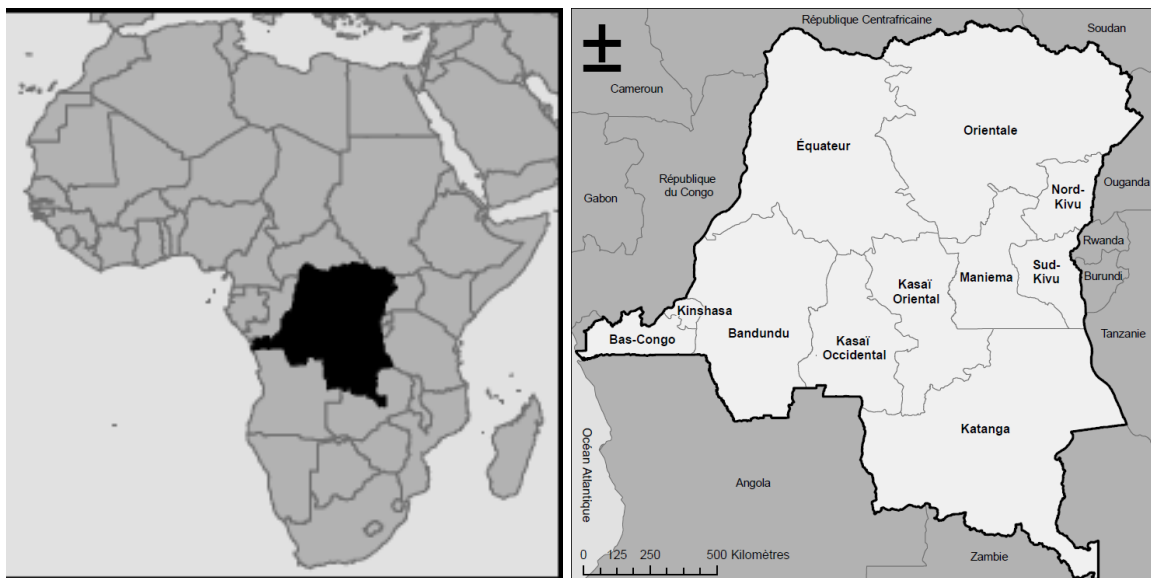 République Centrafricaine
Soudan
Cameroun
Orientale
Équateur
République
du Congo
Gabon
Nord-
Kivu
Ouganda
Rwanda
Sud-
Kivu
Burundi
Maniema
Kasaï
Oriental
Kinshasa
Bandundu
Bas-Congo
Kasaï
Occidental
Tanzanie
Katanga
Océan Atlantique
Angola
0 125 250 500 Kilomètres
Zambie